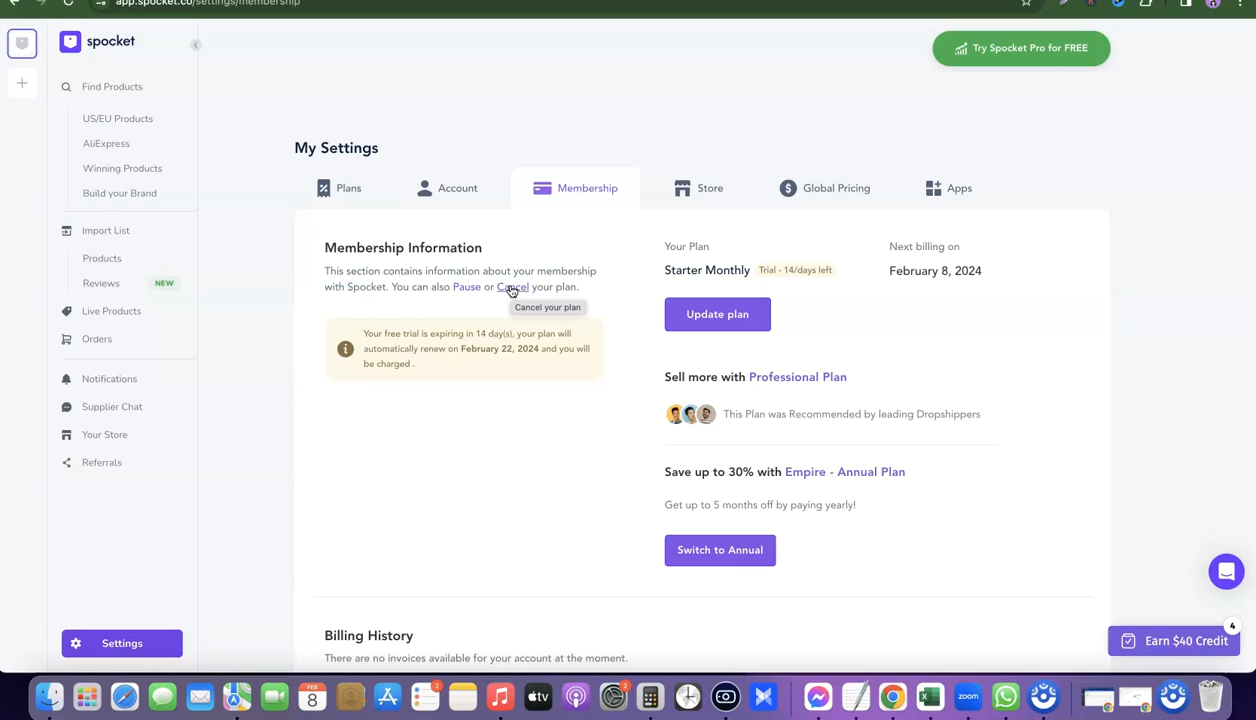 app.spocket.co/settings/membership
spocket
Try Spocket Pro for FREE
Find Products
US/EU Products
AliExpress
Winning Products
Build your Brand
Import List
Products
Reviews NEW
Live Products
Orders
Notifications
Supplier Chat
Your Store
Referrals
Settings
My Settings
Plans
Account
Membership
Store
Global Pricing
Apps
Membership Information
This section contains information about your membership
with Spocket. You can also Pause or Cancel your plan.
Cancel your plan
Your free trial is expiring in 14 day(s), your plan will
automatically renew on February 22, 2024 and you will
be charged .
Your Plan
Starter Monthly Trial - 14/days left
Next billing on
February 8, 2024
Update plan
Sell more with Professional Plan
This Plan was Recommended by leading Dropshippers
Save up to 30% with Empire - Annual Plan
Get up to 5 months off by paying yearly!
Switch to Annual
Billing History
There are no invoices available for your account at the moment.
4
Earn $40 Credit
FEB
8
2
tv
2
zoom